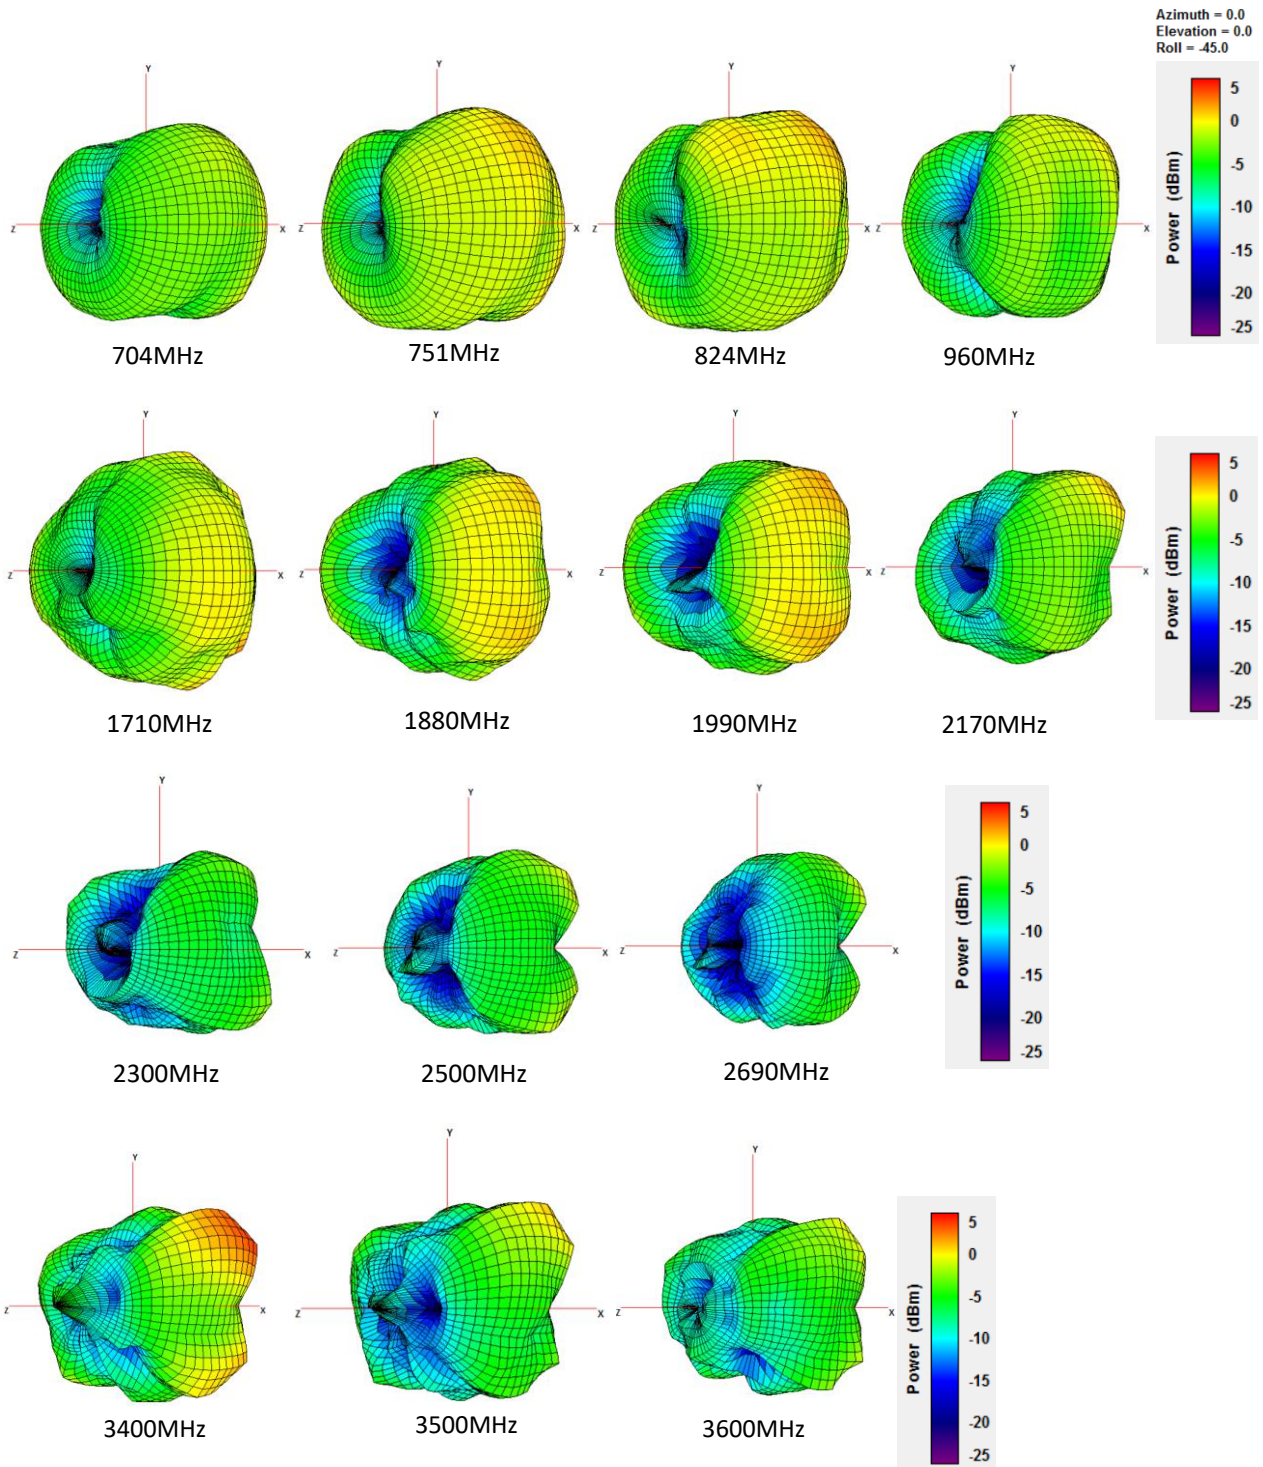 Azimuth = 0.0
Elevation = 0.0
Roll = -45.0
Y
Y
Y
Y
5
0
-5
-10
-15
-20
-25
Power (dBm)
Z
X
Z
X
Z
X
Z
X
704MHz
751MHz
824MHz
960MHz
Y
Y
Y
Y
5
0
-5
-10
-15
-20
-25
Power (dBm)
Z
X
Z
X
Z
X
Z
X
1710MHz
1880MHz
1990MHz
2170MHz
Y
Y
Y
5
0
-5
-10
-15
-20
-25
Power (dBm)
Z
X
Z
X
Z
X
2300MHz
2500MHz
2690MHz
Y
Y
Y
5
0
-5
-10
-15
-20
-25
Power (dBm)
Z
X
Z
X
Z
X
3400MHz
3500MHz
3600MHz